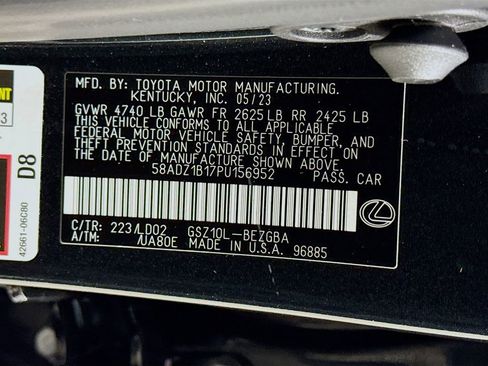 MFD. BY: TOYOTA MOTOR MANUFACTURING.
KENTUCKY, INC. 05/23
GVWR 4740 LB GAWR FR 2625 LB RR 2425 LB
THIS VEHICLE CONFORMS TO ALL APPLICABLE
FEDERAL MOTOR VEHICLE SAFETY, BUMPER, AND
THEFT PREVENTION STANDARDS IN EFFECT ON
THE DATE OF MANUFACTURE SHOWN ABOVE.
58ADZ1B17PU156952 PASS. CAR
C/TR: 223/LD02 GSZ10L-BEZGBA
A/TM: /UA80E MADE IN U.S.A. 96885
D8
42661-06C80